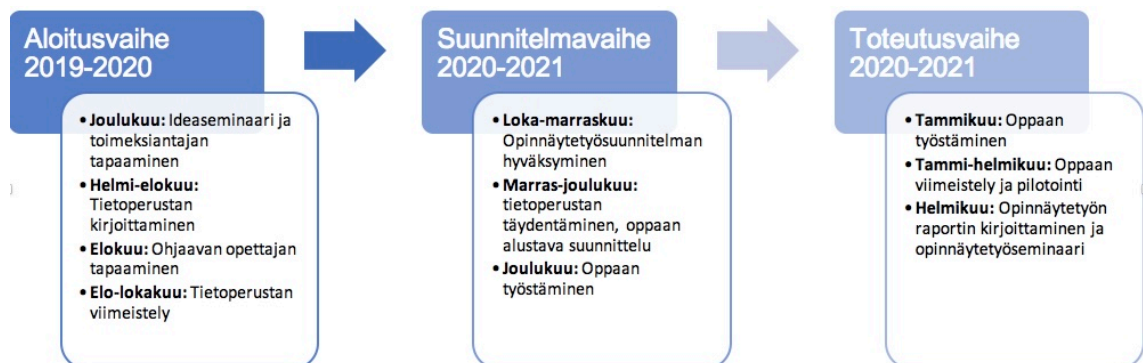 Aloitusvaihe
2019-2020
• Joulukuu: Ideaseminaari ja
toimeksiantajan
tapaaminen
• Helmi-elokuu:
Tietoperustan
kirjoittaminen
• Elokuu: Ohjaavan opettajan
tapaaminen
• Elo-lokakuu: Tietoperustan
viimeistely
Suunnitelmavaihe
2020-2021
• Loka-marraskuu:
Opinnäytetyösuunnitelman
hyväksyminen
• Marras-joulukuu:
tietoperustan
täydentäminen, oppaan
alustava suunnittelu
• Joulukuu: Oppaan
työstäminen
Toteutusvaihe
2020-2021
• Tammikuu: Oppaan
työstäminen
• Tammi-helmikuu: Oppaan
viimeistely ja pilotointi
• Helmikuu: Opinnäytetyön
raportin kirjoittaminen ja
opinnäytetyöseminaari